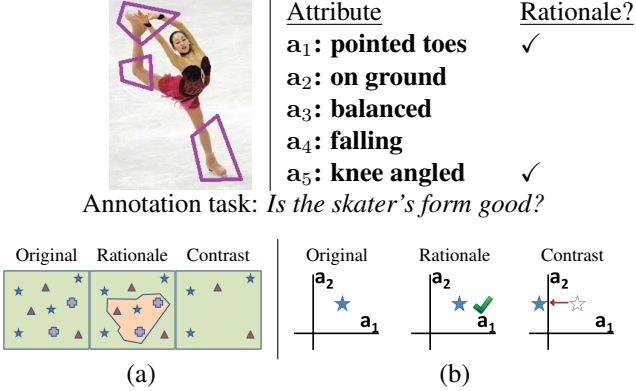 Attribute Rationale?
a₁: pointed toes ✓
a₂: on ground
a₃: balanced
a₄: falling
a₅: knee angled ✓
Annotation task: Is the skater's form good?
Original Rationale Contrast
Original Rationale Contrast
a₂ a₂ a₂
a₁ a₁ a₁
(a) (b)